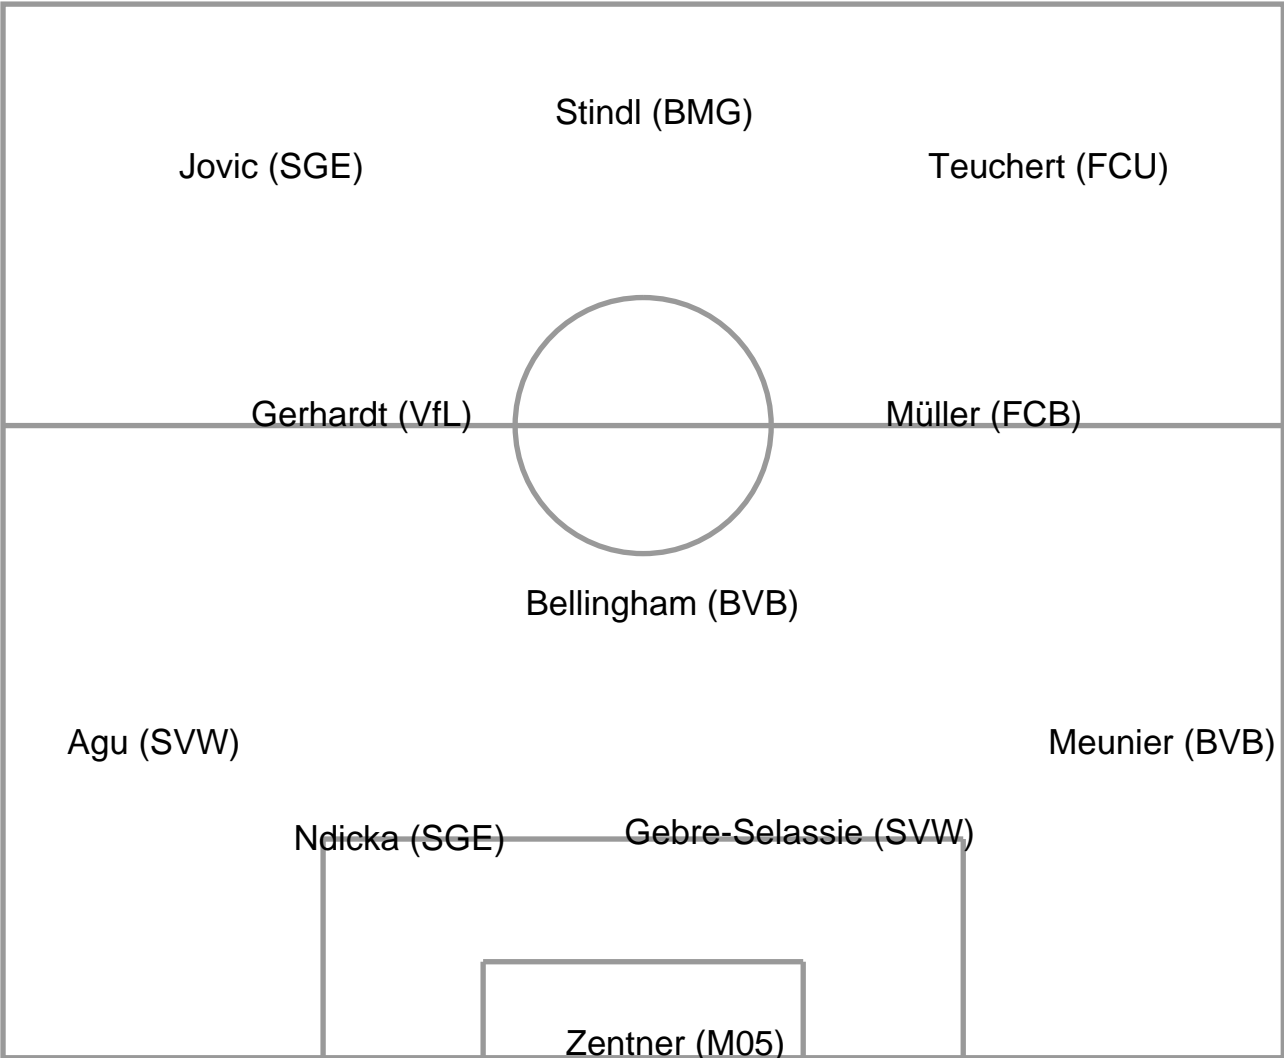 Stindl (BMG)
Jovic (SGE)
Teuchert (FCU)
Gerhardt (VfL)
Müller (FCB)
Bellingham (BVB)
Agu (SVW)
Meunier (BVB)
Ndicka (SGE)
Gebre-Selassie (SVW)
Zentner (M05)